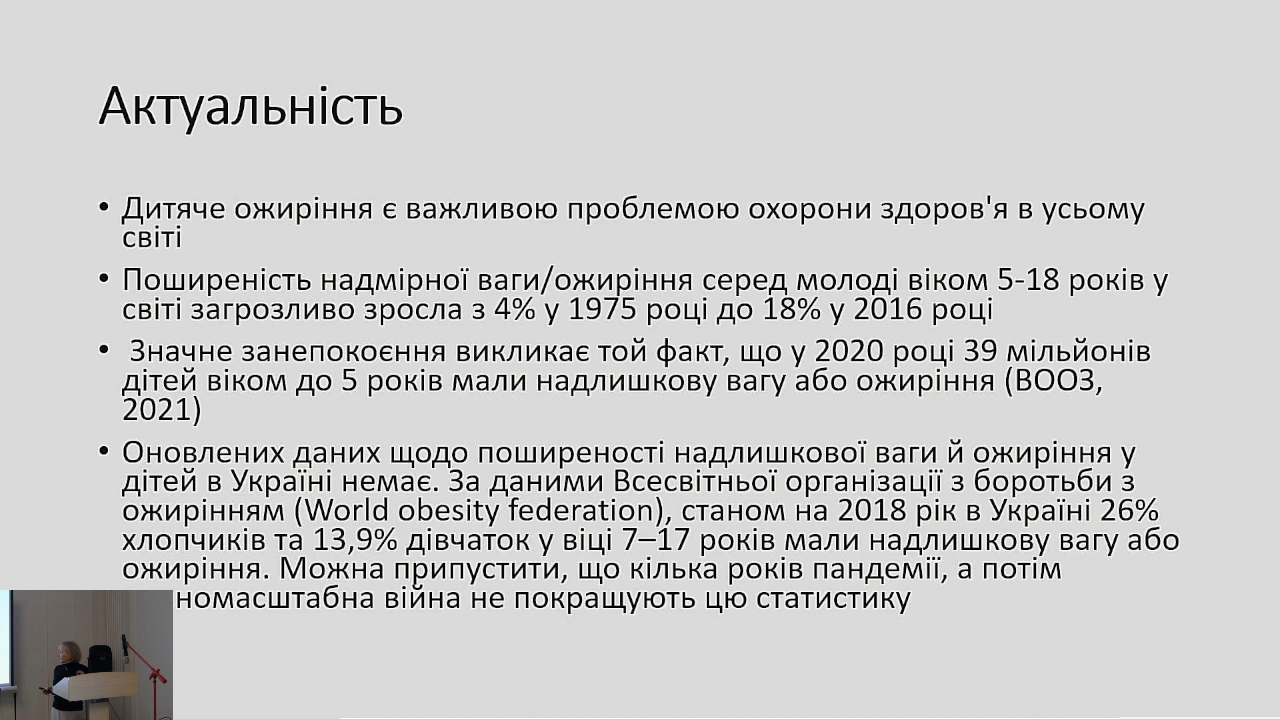 Актуальність
• Дитяче ожиріння є важливою проблемою охорони здоров'я в усьому
світі
• Поширеність надмірної ваги/ожиріння серед молоді віком 5-18 років у
світі загрозливо зросла з 4% у 1975 році до 18% у 2016 році
• Значне занепокоєння викликає той факт, що у 2020 році 39 мільйонів
дітей віком до 5 років мали надлишкову вагу або ожиріння (ВООЗ,
2021)
• Оновлених даних щодо поширеності надлишкової ваги й ожиріння у
дітей в Україні немає. За даними Всесвітньої організації з боротьби з
ожирінням (World obesity federation), станом на 2018 рік в Україні 26%
хлопчиків та 13,9% дівчаток у віці 7–17 років мали надлишкову вагу або
ожиріння. Можна припустити, що кілька років пандемії, а потім
номасштабна війна не покращують цю статистику